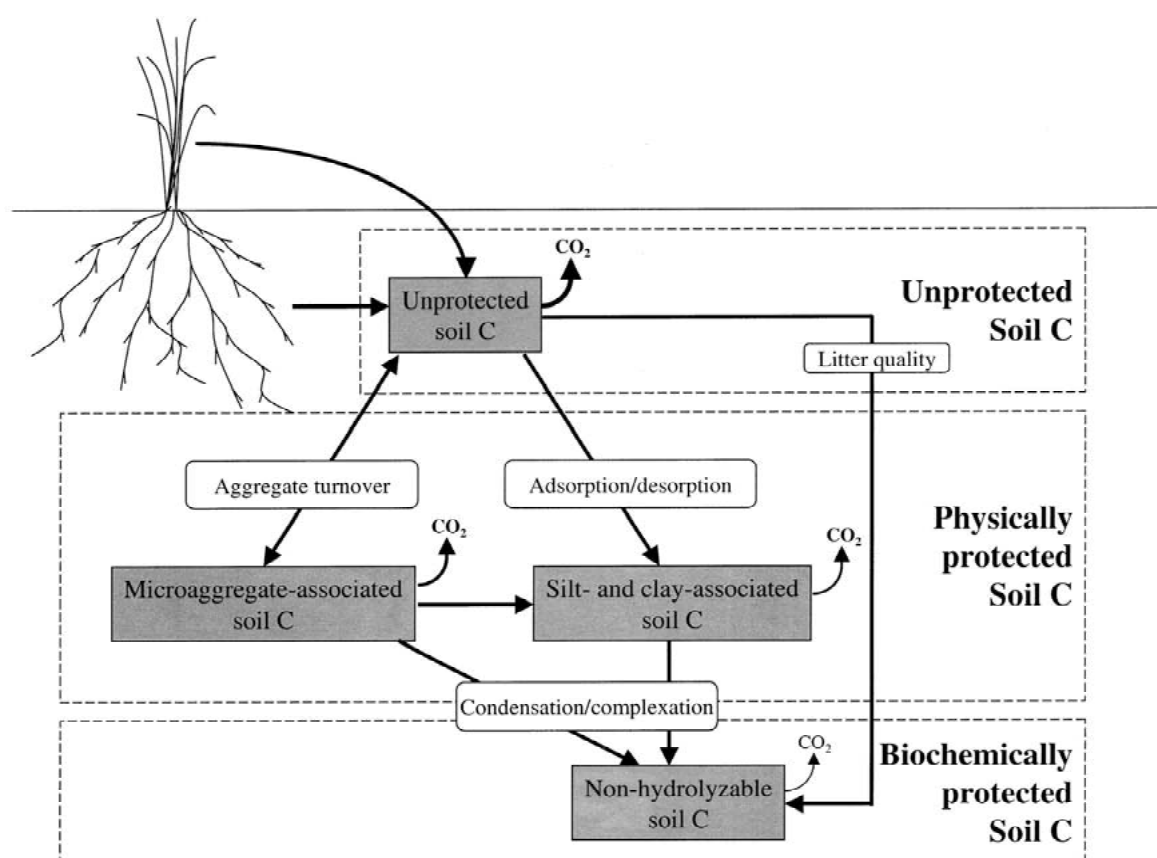 CO₂
Unprotected
soil C
Unprotected
Soil C
Litter quality
Aggregate turnover
Adsorption/desorption
CO₂
CO₂
Physically
protected
Soil C
Microaggregate-associated
soil C
Silt- and clay-associated
soil C
Condensation/complexation
CO₂
Biochemically
protected
Soil C
Non-hydrolyzable
soil C